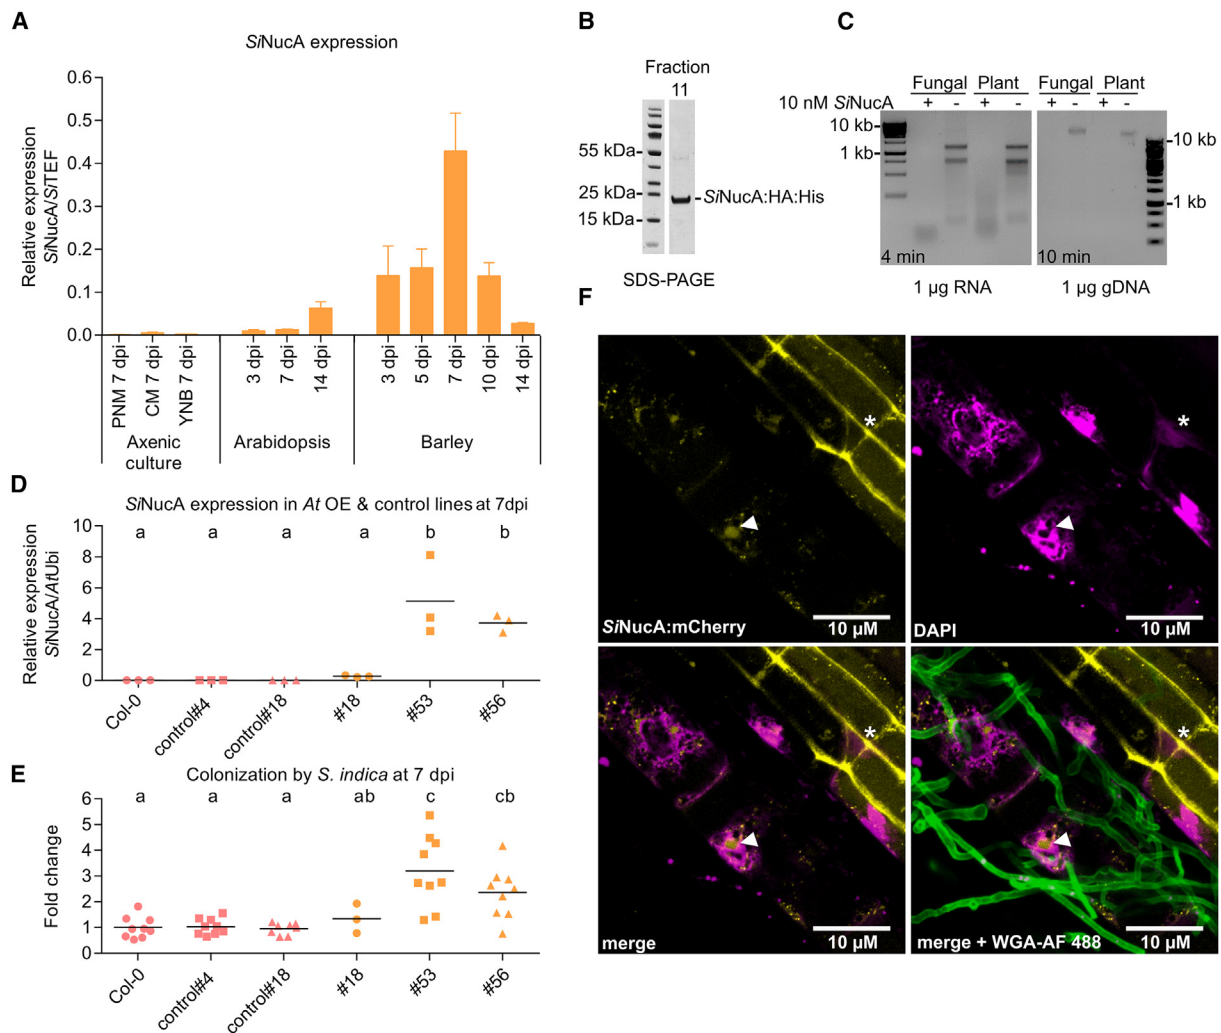 A
SiNucA expression
Relative expression
SiNucA/SiTEF
0.6
0.5
0.4
0.3
0.2
0.1
0.0
PNM 7 dpi
CM 7 dpi
YNB 7 dpi
3 dpi
7 dpi
14 dpi
3 dpi
5 dpi
7 dpi
10 dpi
14 dpi
Axenic
culture
Arabidopsis
Barley
B
Fraction
11
55 kDa
25 kDa
15 kDa
SiNucA:HA:His
SDS-PAGE
C
Fungal Plant Fungal Plant
10 nM SiNucA + - + - + - + -
10 kb
1 kb
10 kb
1 kb
4 min
10 min
1 µg RNA
1 µg gDNA
D
SiNucA expression in At OE & control lines at 7dpi
Relative expression
SiNucA/AtUbi
10
8
6
4
2
0
a a a a b b
Col-0
control#4
control#18
#18
#53
#56
E
Colonization by S. indica at 7 dpi
Fold change
6
5
4
3
2
1
0
a a a ab c cb
Col-0
control#4
control#18
#18
#53
#56
F
*
SiNucA:mCherry
10 µM
*
DAPI
10 µM
*
merge
10 µM
*
merge + WGA-AF 488
10 µM